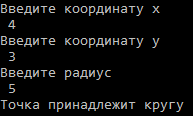 Введите координату x
4
Введите координату y
3
Введите радиус
5
Точка принадлежит кругу